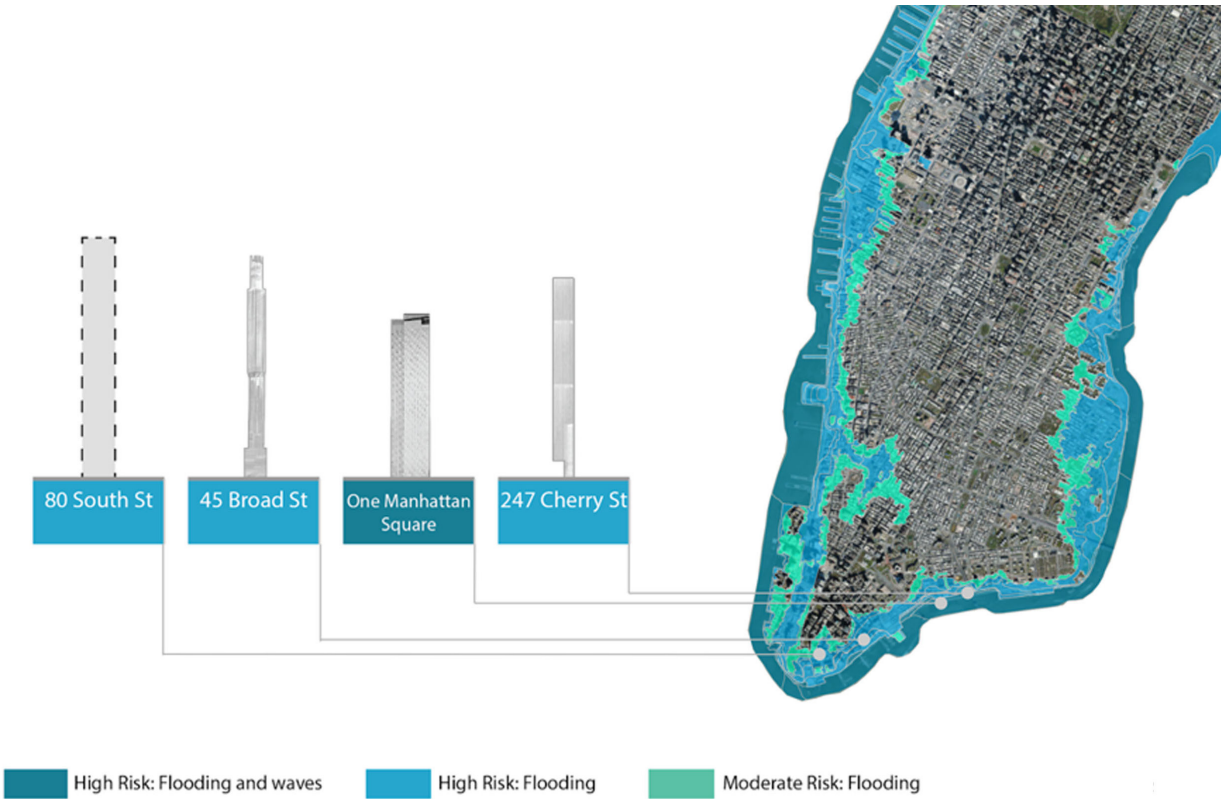 80 South St
45 Broad St
One Manhattan
Square
247 Cherry St
High Risk: Flooding and waves
High Risk: Flooding
Moderate Risk: Flooding